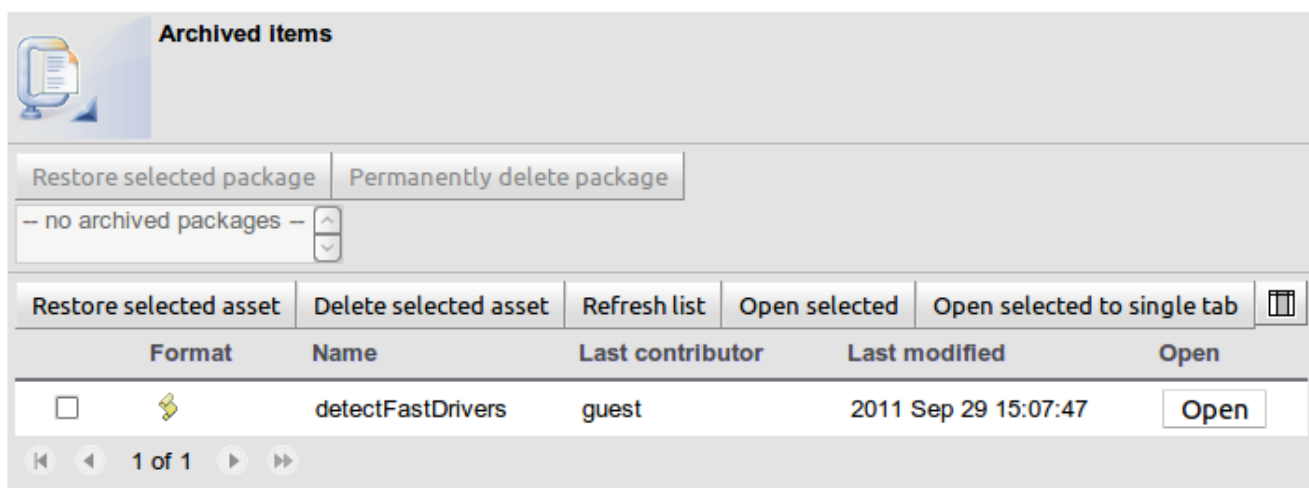 Archived items
Restore selected package Permanently delete package
-- no archived packages --
Restore selected asset Delete selected asset Refresh list Open selected Open selected to single tab
Format Name Last contributor Last modified Open
detectFastDrivers guest 2011 Sep 29 15:07:47 Open
1 of 1